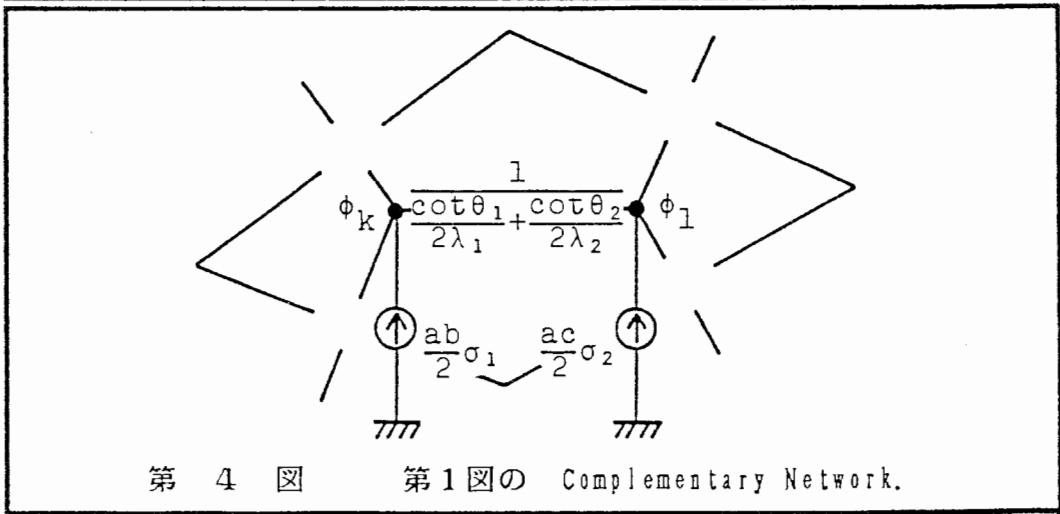 1
cotθ₁ + cotθ₂
2λ₁ 2λ₂
φk φ1
ab/2 σ₁ ac/2 σ₂
第 4 図 第1図の Complementary Network.